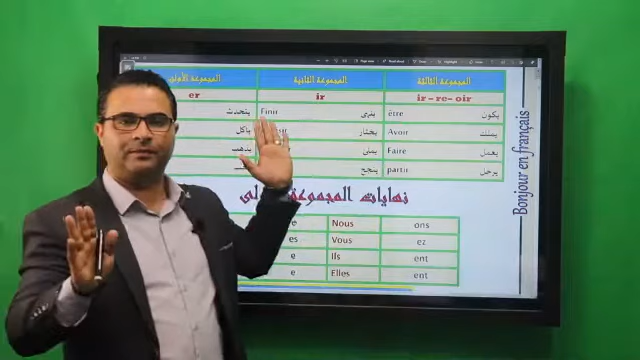 المجموعة الأولى المجموعة الثانية المجموعة الثالثة
er ir ir – re – oir
يتحدث Finir ينهي être يكون
يأكل يختار Avoir يمتلك
يذهب Faire يعمل
ينجح partir يرحل
نهايات المجموعة الأولى
e Nous ons
es Vous ez
e Ils ent
e Elles ent
Bonjour en français